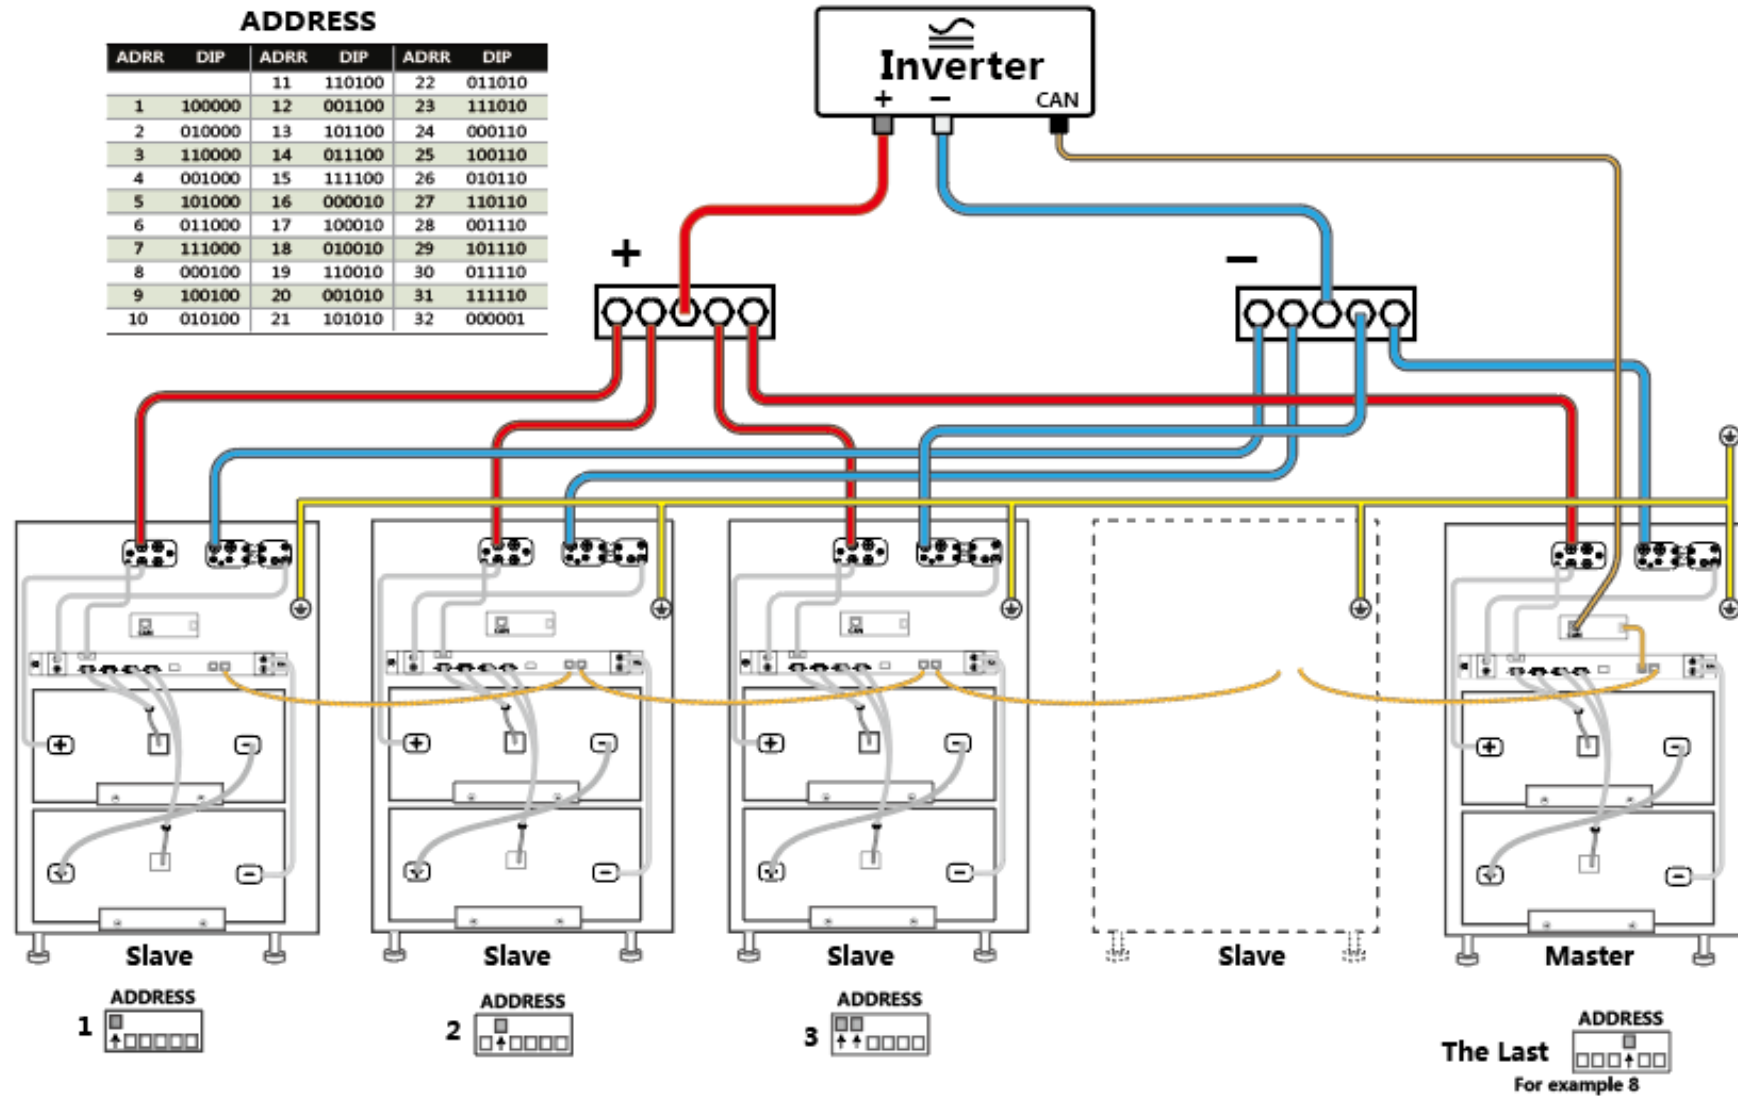 ADDRESS
ADRR DIP ADRR DIP ADRR DIP
11 110100 22 011010
1 100000 12 001100 23 111010
2 010000 13 101100 24 000110
3 110000 14 011100 25 100110
4 001000 15 111100 26 010110
5 101000 16 000010 27 110110
6 011000 17 100010 28 001110
7 111000 18 010010 29 101110
8 000100 19 110010 30 011110
9 100100 20 001010 31 111110
10 010100 21 101010 32 000001
Inverter
+ − CAN
+ −
CAN CAN CAN CAN
+ - + - + - + -
- - - -
Slave Slave Slave Slave Master
ADDRESS ADDRESS ADDRESS ADDRESS
1 2 3 The Last
For example 8